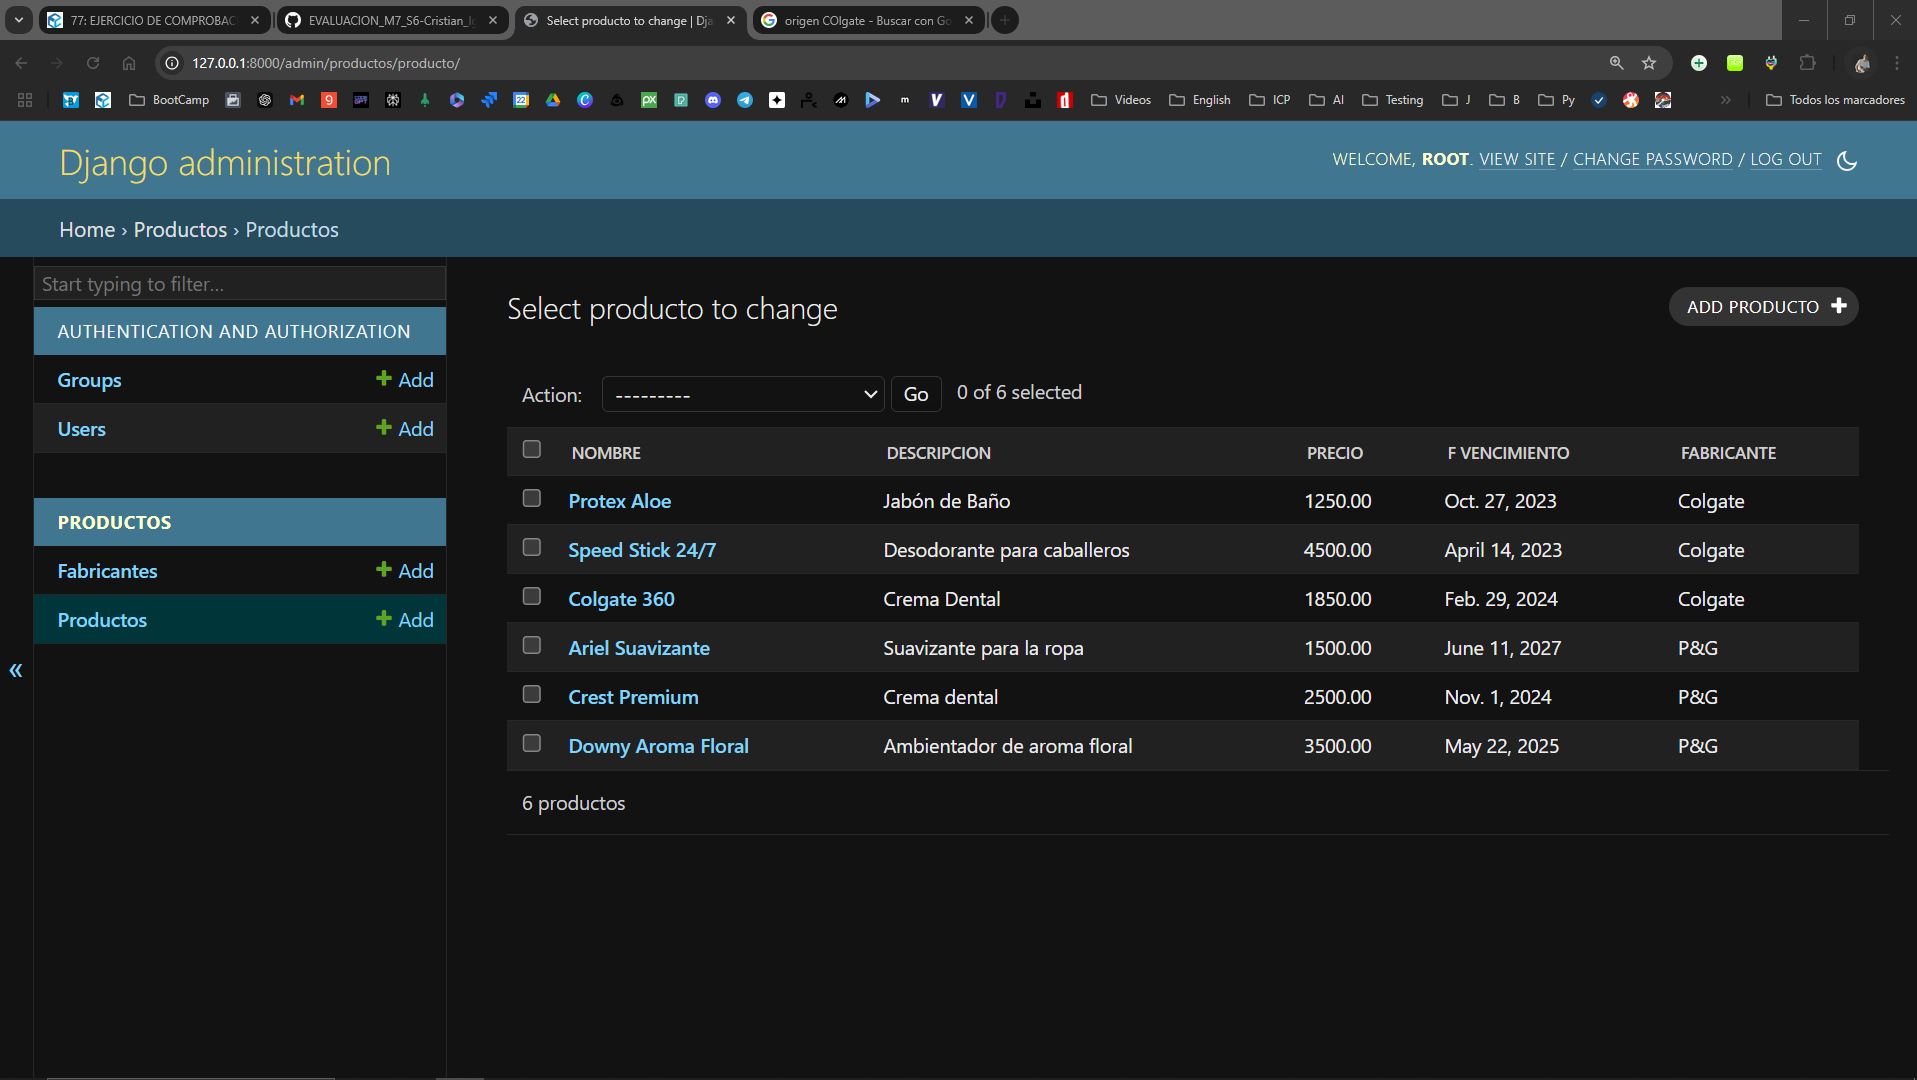 77: EJERCICIO DE COMPROBAC
EVALUACION_M7_S6-Cristian_Ig
Select producto to change | Dja
origen COlgate - Buscar con Go
127.0.0.1:8000/admin/productos/producto/
BootCamp
9
22
PX
m
Videos
English
ICP
AI
Testing
J
B
Py
Todos los marcadores
Django administration
WELCOME, ROOT. VIEW SITE / CHANGE PASSWORD / LOG OUT
Home › Productos › Productos
Start typing to filter...
AUTHENTICATION AND AUTHORIZATION
Groups
Add
Users
Add
PRODUCTOS
Fabricantes
Add
Productos
Add
«
Select producto to change
ADD PRODUCTO +
Action: --------- Go 0 of 6 selected
NOMBRE DESCRIPCION PRECIO F VENCIMIENTO FABRICANTE
Protex Aloe Jabón de Baño 1250.00 Oct. 27, 2023 Colgate
Speed Stick 24/7 Desodorante para caballeros 4500.00 April 14, 2023 Colgate
Colgate 360 Crema Dental 1850.00 Feb. 29, 2024 Colgate
Ariel Suavizante Suavizante para la ropa 1500.00 June 11, 2027 P&G
Crest Premium Crema dental 2500.00 Nov. 1, 2024 P&G
Downy Aroma Floral Ambientador de aroma floral 3500.00 May 22, 2025 P&G
6 productos